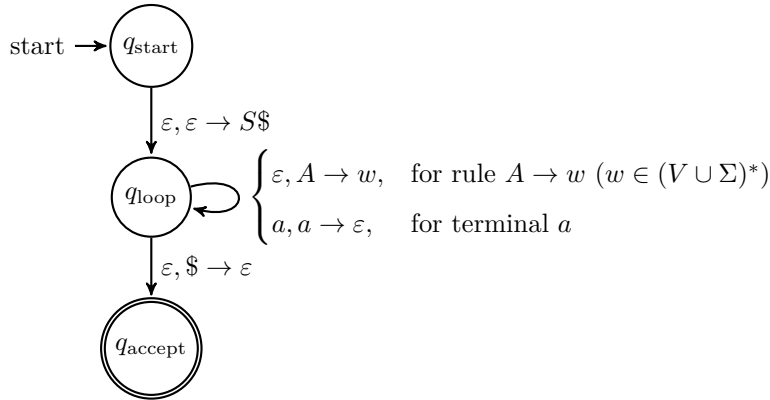 start q_start
ε, ε → S$
q_loop
ε, A → w, for rule A → w (w ∈ (V ∪ Σ)*)
a, a → ε, for terminal a
ε, $ → ε
q_accept